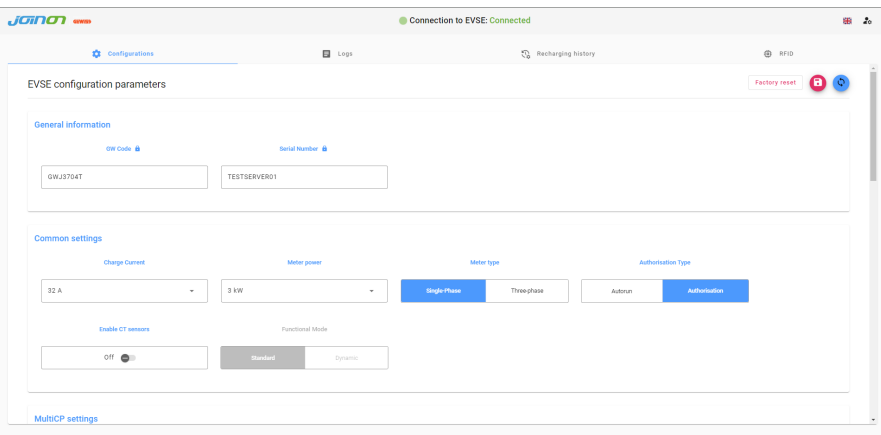 JOINON GEWISS Connection to EVSE: Connected
Configurations Logs Recharging history RFID
EVSE configuration parameters Factory reset
General information
GW Code Serial Number
GWJ3704T TESTSERVER01
Common settings
Charge Current Meter power Meter type Authorisation Type
32 A 3 kW Single-Phase Three-phase Autorun Authorisation
Enable CT sensors Functional Mode
Off Standard Dynamic
MultiCP settings